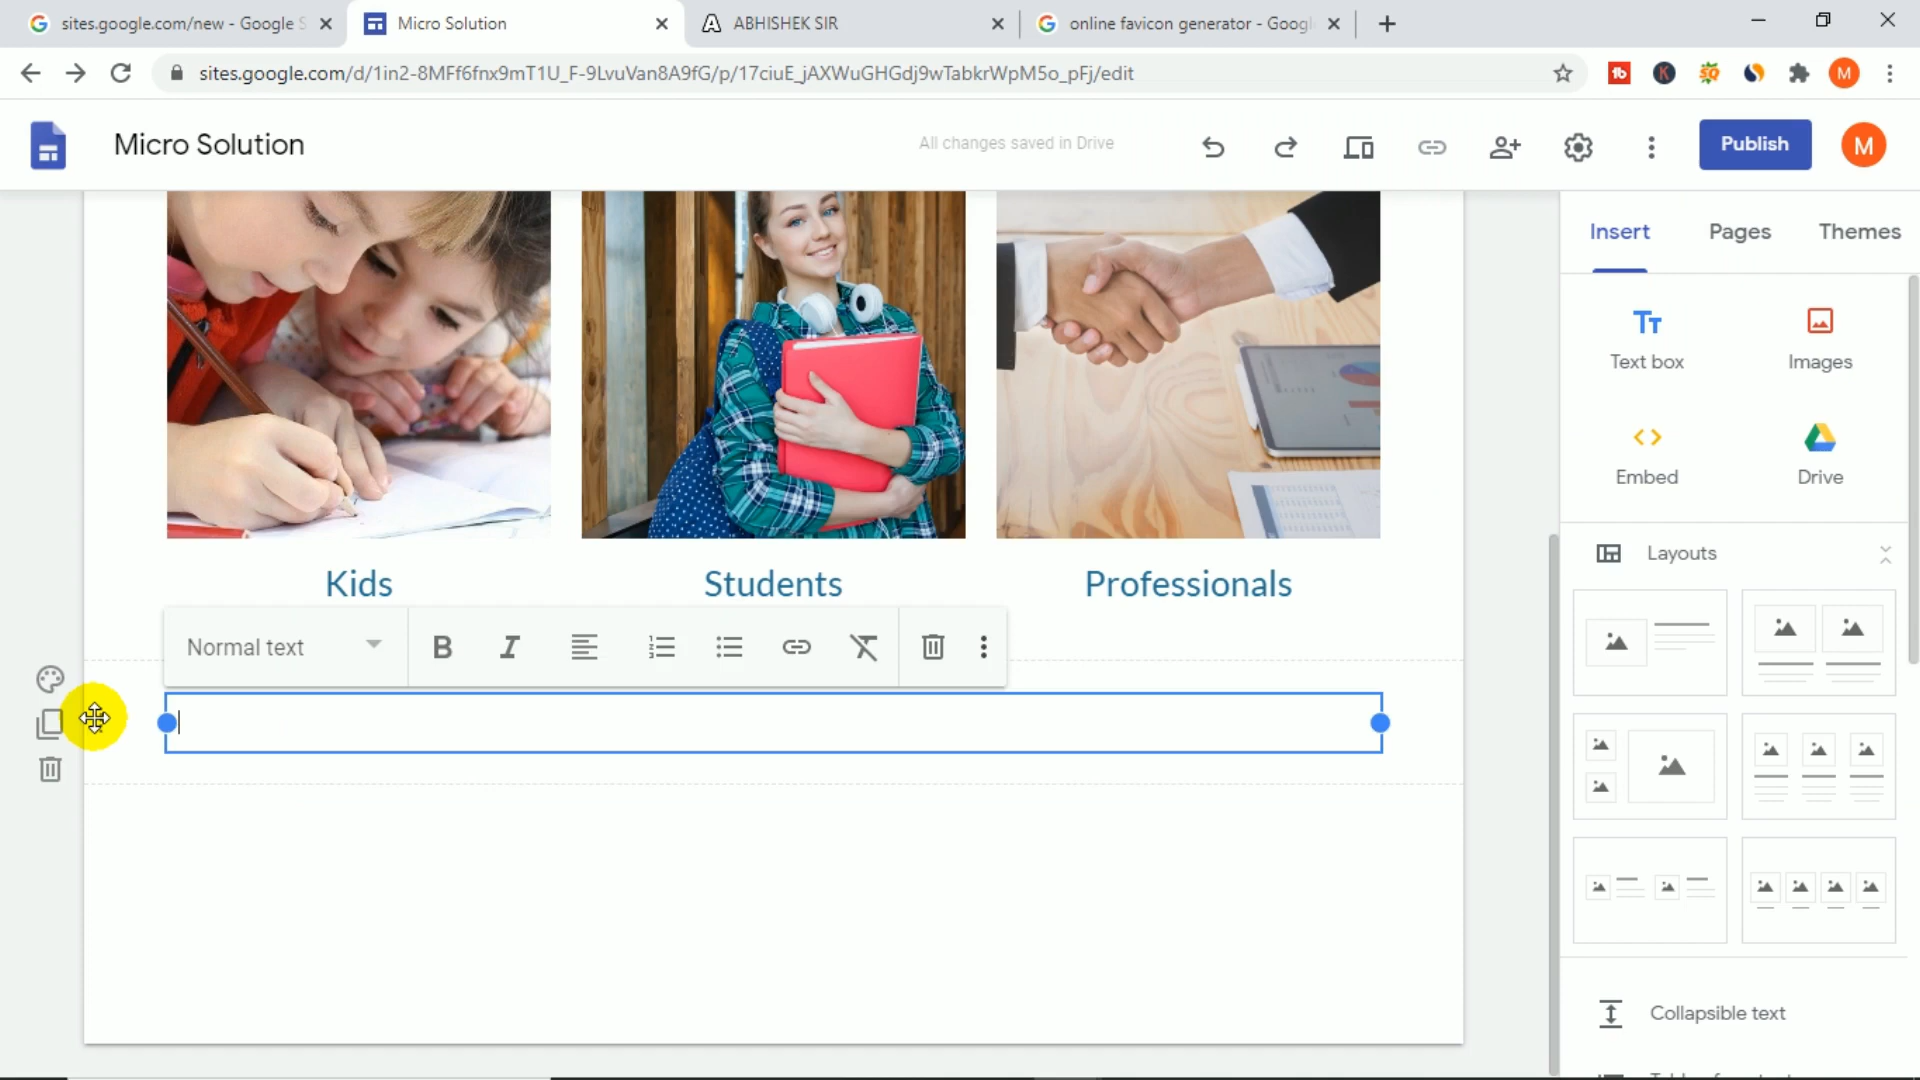 sites.google.com/new - Google S
Micro Solution
ABHISHEK SIR
online favicon generator - Googl
sites.google.com/d/1in2-8MFf6fnx9mT1U_F-9LvuVan8A9fG/p/17ciuE_jAXWuGHGdj9wTabkrWpM5o_pFj/edit
Micro Solution
All changes saved in Drive
Publish
M
Insert
Pages
Themes
Text box
Images
Embed
Drive
Layouts
Kids
Students
Professionals
Normal text
Collapsible text